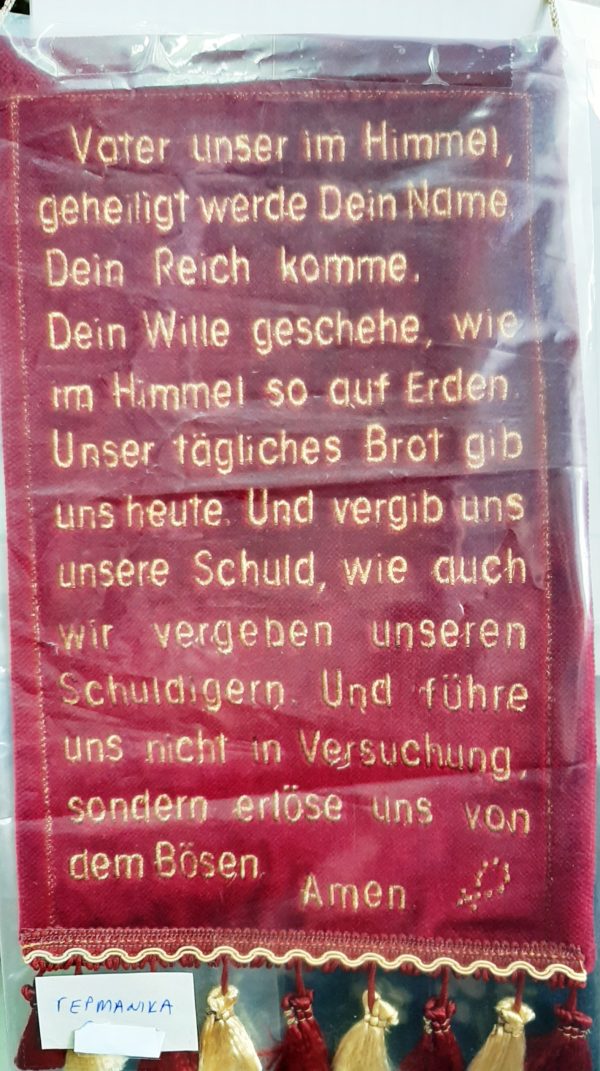 Vater unser im Himmel,
geheiligt werde Dein Name.
Dein Reich komme.
Dein Wille geschehe, wie
im Himmel so auf Erden.
Unser tägliches Brot gib
uns heute. Und vergib uns
unsere Schuld, wie auch
wir vergeben unseren
Schuldigern. Und führe
uns nicht in Versuchung,
sondern erlöse uns von
dem Bösen.
Amen.
ΓΕΡΜΑΝΙΚΑ